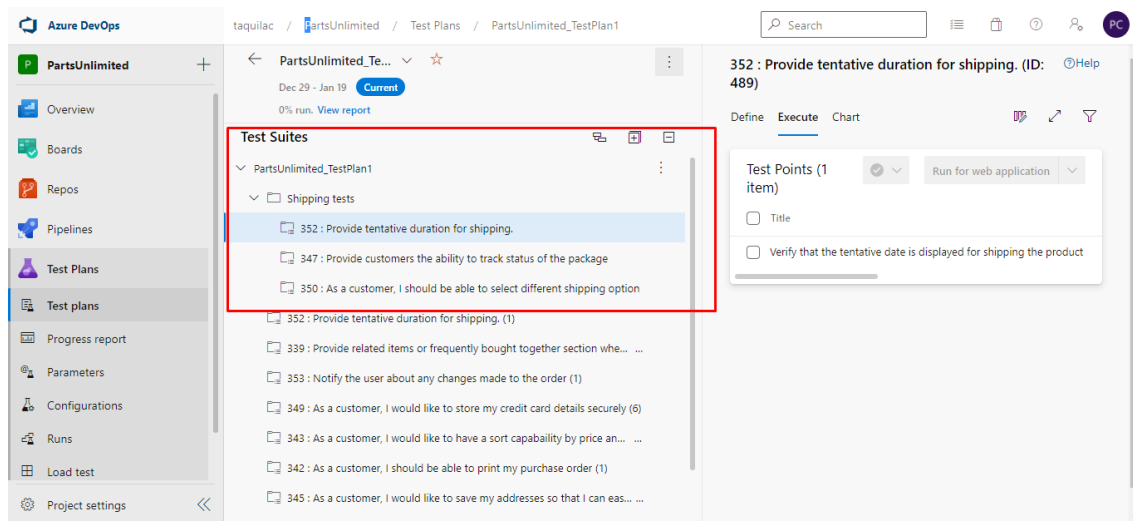 Azure DevOps
taquilac / PartsUnlimited / Test Plans / PartsUnlimited_TestPlan1
Search
PC
P PartsUnlimited
Overview
Boards
Repos
Pipelines
Test Plans
Test plans
Progress report
Parameters
Configurations
Runs
Load test
Project settings
PartsUnlimited_Te...
Dec 29 - Jan 19 Current
0% run. View report
Test Suites
PartsUnlimited_TestPlan1
Shipping tests
352 : Provide tentative duration for shipping.
347 : Provide customers the ability to track status of the package
350 : As a customer, I should be able to select different shipping option
352 : Provide tentative duration for shipping. (1)
339 : Provide related items or frequently bought together section whe... ...
353 : Notify the user about any changes made to the order (1)
349 : As a customer, I would like to store my credit card details securely (6)
343 : As a customer, I would like to have a sort capabaility by price an... ...
342 : As a customer, I should be able to print my purchase order (1)
345 : As a customer, I would like to save my addresses so that I can eas... ...
352 : Provide tentative duration for shipping. (ID:
489)
Help
Define Execute Chart
Test Points (1
item)
Run for web application
Title
Verify that the tentative date is displayed for shipping the product